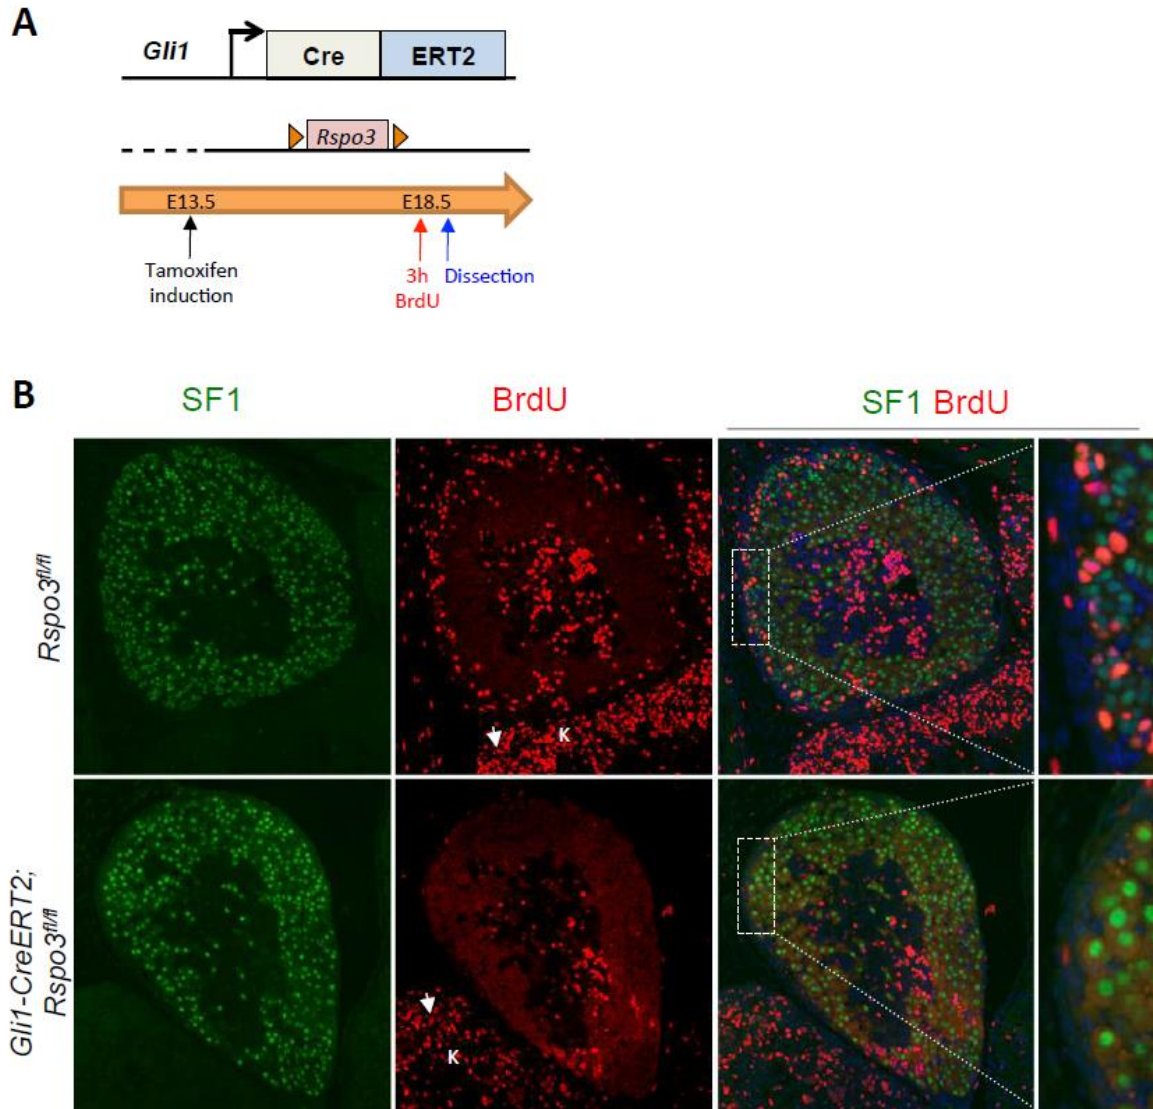 A
Gli1
Cre
ERT2
Rspo3
E13.5
E18.5
Tamoxifen
induction
3h
BrdU
Dissection
B
SF1
BrdU
SF1 BrdU
Rspo3fl/fl
K
Gli1-CreERT2;
Rspo3fl/fl
K